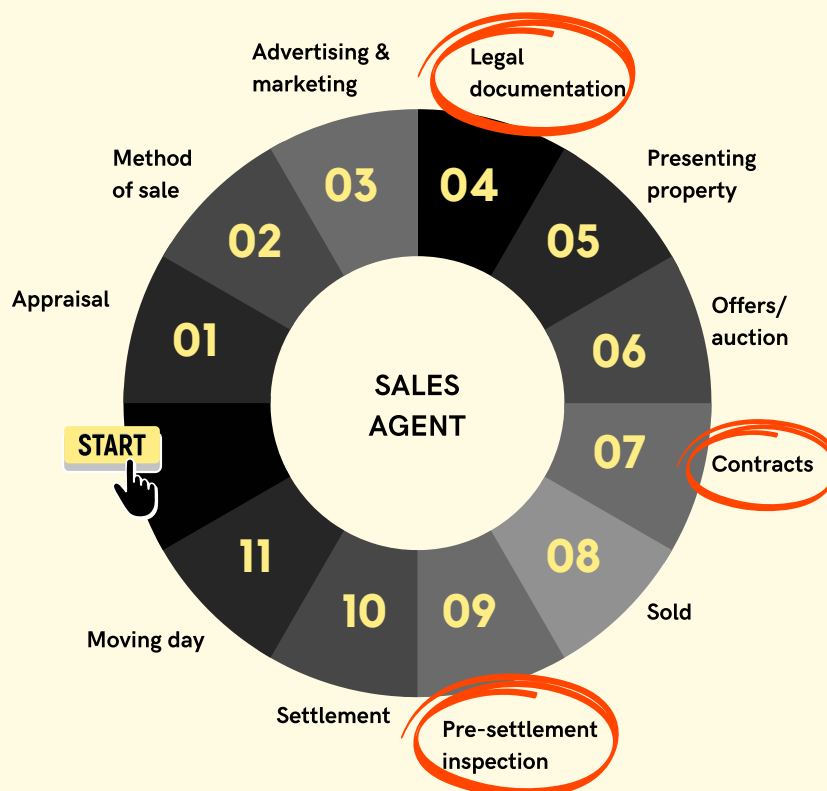 START
01
Appraisal
02
Method
of sale
03
Advertising &
marketing
04
Legal
documentation
05
Presenting
property
06
Offers/
auction
07
Contracts
08
Sold
09
Pre-settlement
inspection
10
Settlement
11
Moving day
SALES
AGENT